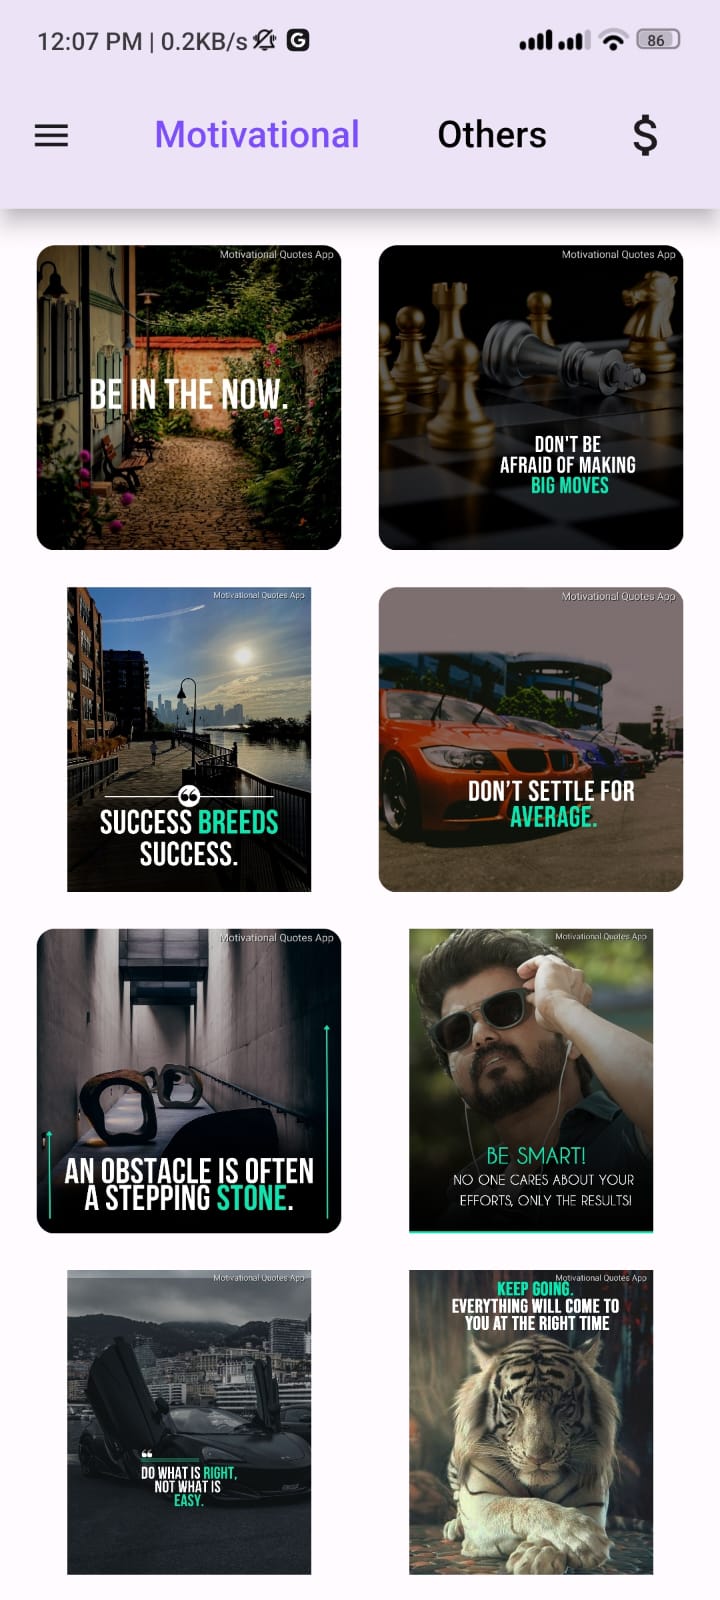 12:07 PM | 0.2KB/s
86
Motivational
Others
$
Motivational Quotes App
BE IN THE NOW.
Motivational Quotes App
DON'T BE
AFRAID OF MAKING
BIG MOVES
Motivational Quotes App
SUCCESS BREEDS
SUCCESS.
Motivational Quotes App
DON'T SETTLE FOR
AVERAGE.
Motivational Quotes App
AN OBSTACLE IS OFTEN
A STEPPING STONE.
Motivational Quotes App
BE SMART!
NO ONE CARES ABOUT YOUR
EFFORTS, ONLY THE RESULTS!
Motivational Quotes App
DO WHAT IS RIGHT,
NOT WHAT IS
EASY.
Motivational Quotes App
KEEP GOING.
EVERYTHING WILL COME TO
YOU AT THE RIGHT TIME